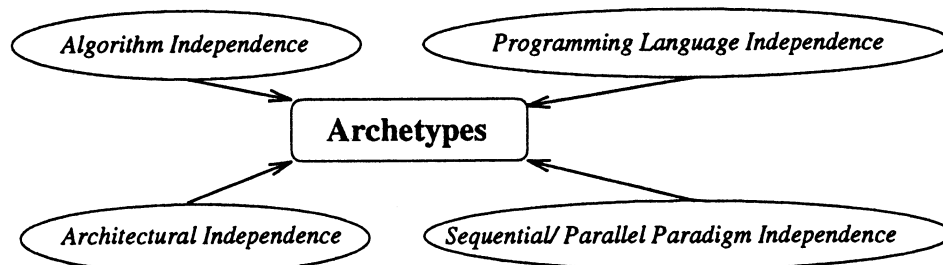 Algorithm Independence
Programming Language Independence
Archetypes
Architectural Independence
Sequential/ Parallel Paradigm Independence